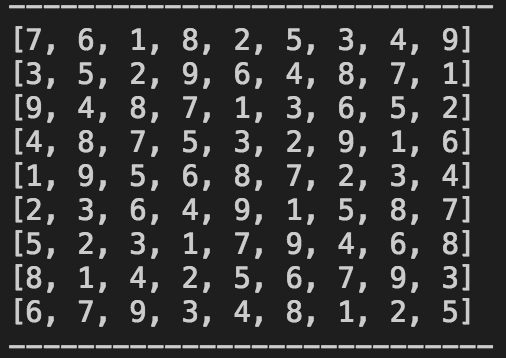 ------------------------------
[7, 6, 1, 8, 2, 5, 3, 4, 9]
[3, 5, 2, 9, 6, 4, 8, 7, 1]
[9, 4, 8, 7, 1, 3, 6, 5, 2]
[4, 8, 7, 5, 3, 2, 9, 1, 6]
[1, 9, 5, 6, 8, 7, 2, 3, 4]
[2, 3, 6, 4, 9, 1, 5, 8, 7]
[5, 2, 3, 1, 7, 9, 4, 6, 8]
[8, 1, 4, 2, 5, 6, 7, 9, 3]
[6, 7, 9, 3, 4, 8, 1, 2, 5]
------------------------------